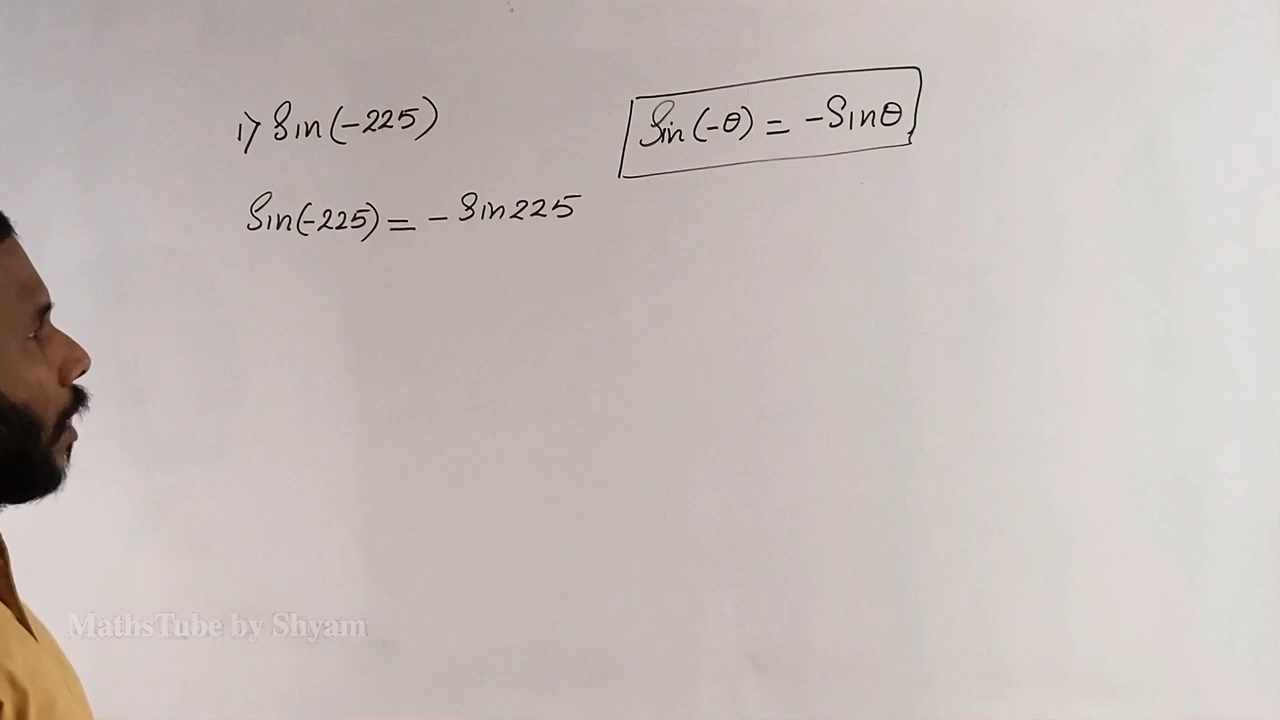 1) Sin(-225)
Sin(-θ) = -Sinθ
Sin(-225) = - Sin225
MathsTube by Shyam